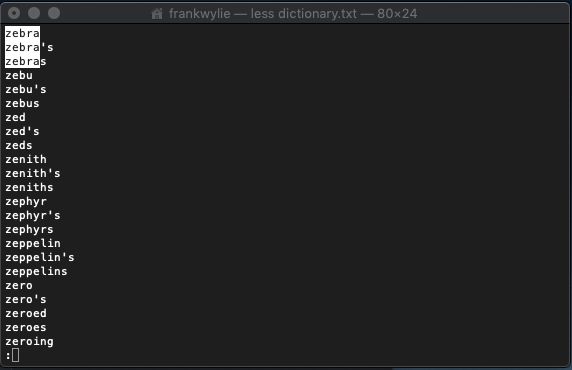 frankwylie — less dictionary.txt — 80×24
zebra
zebra's
zebras
zebu
zebu's
zebus
zed
zed's
zeds
zenith
zenith's
zeniths
zephyr
zephyr's
zephyrs
zeppelin
zeppelin's
zeppelins
zero
zero's
zeroed
zeroes
zeroing
: